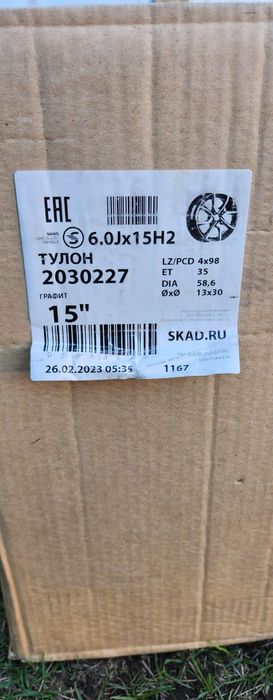 EAC
SKAD
S 6.0Jx15H2
ТУЛОН
2030227
ГРАФИТ
15"
LZ/PCD 4x98
ET 35
DIA 58,6
ØxØ 13x30
SKAD.RU
26.02.2023 05:35
1167